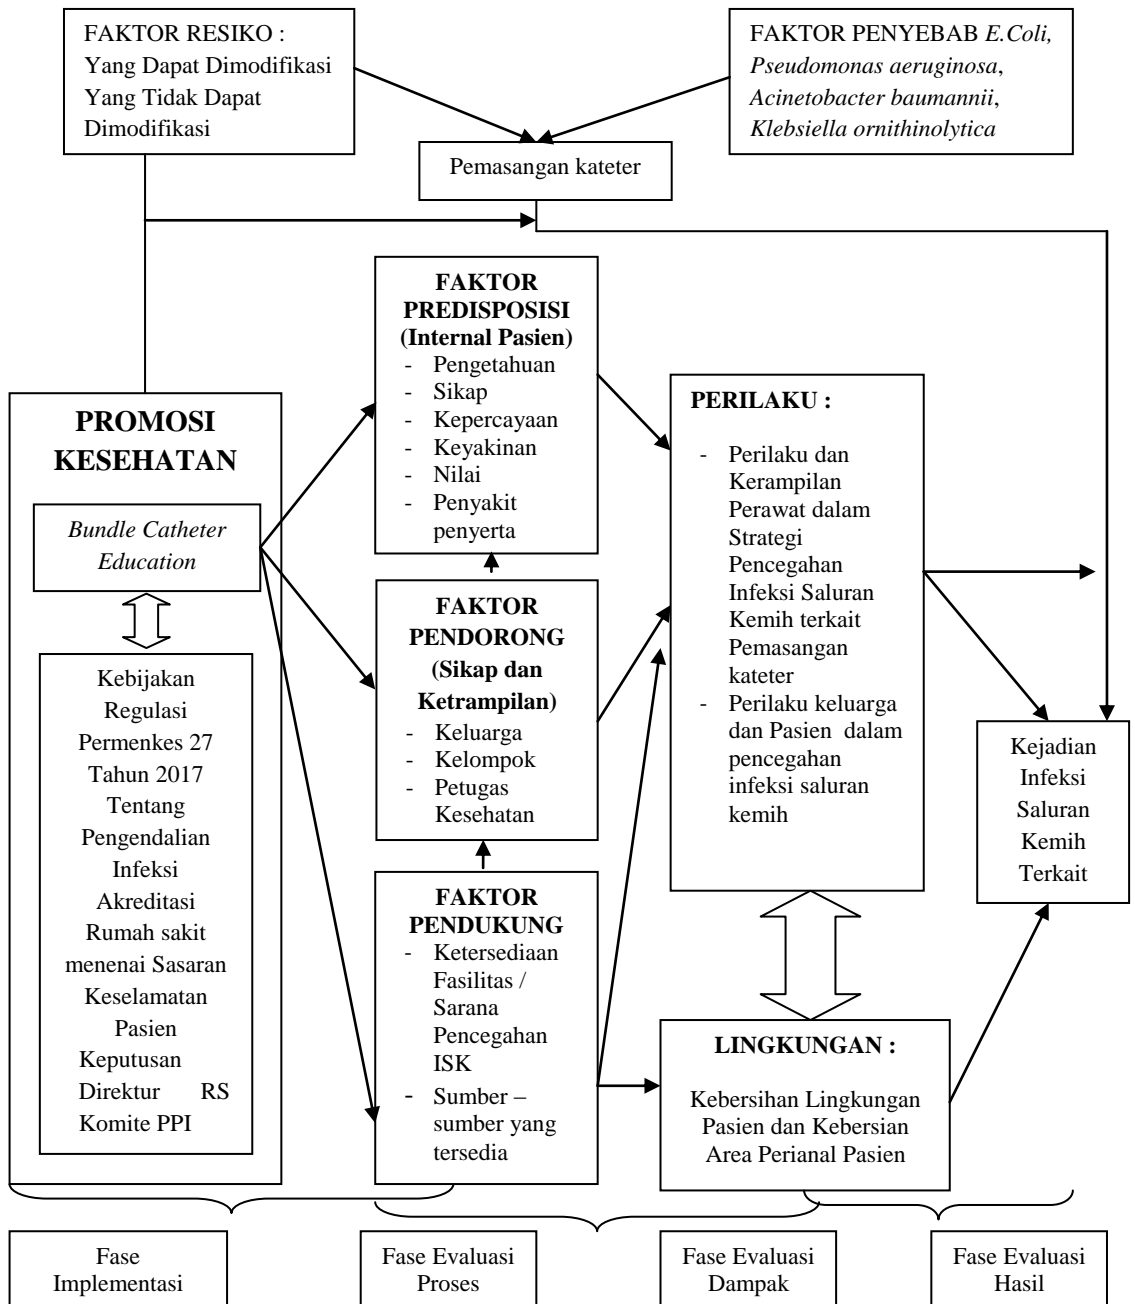 FAKTOR RESIKO :
Yang Dapat Dimodifikasi
Yang Tidak Dapat
Dimodifikasi
FAKTOR PENYEBAB E.Coli,
Pseudomonas aeruginosa,
Acinetobacter baumannii,
Klebsiella ornithinolytica
Pemasangan kateter
PROMOSI
KESEHATAN
Bundle Catheter
Education
Kebijakan
Regulasi
Permenkes 27
Tahun 2017
Tentang
Pengendalian
Infeksi
Akreditasi
Rumah sakit
menenai Sasaran
Keselamatan
Pasien
Keputusan
Direktur RS
Komite PPI
FAKTOR
PREDISPOSISI
(Internal Pasien)
- Pengetahuan
- Sikap
- Kepercayaan
- Keyakinan
- Nilai
- Penyakit
penyerta
FAKTOR
PENDORONG
(Sikap dan
Ketrampilan)
- Keluarga
- Kelompok
- Petugas
Kesehatan
FAKTOR
PENDUKUNG
- Ketersediaan
Fasilitas /
Sarana
Pencegahan
ISK
- Sumber –
sumber yang
tersedia
PERILAKU :
- Perilaku dan
Kerampilan
Perawat dalam
Strategi
Pencegahan
Infeksi Saluran
Kemih terkait
Pemasangan
kateter
- Perilaku keluarga
dan Pasien dalam
pencegahan
infeksi saluran
kemih
LINGKUNGAN :
Kebersihan Lingkungan
Pasien dan Kebersian
Area Perianal Pasien
Kejadian
Infeksi
Saluran
Kemih
Terkait
Fase
Implementasi
Fase Evaluasi
Proses
Fase Evaluasi
Dampak
Fase Evaluasi
Hasil